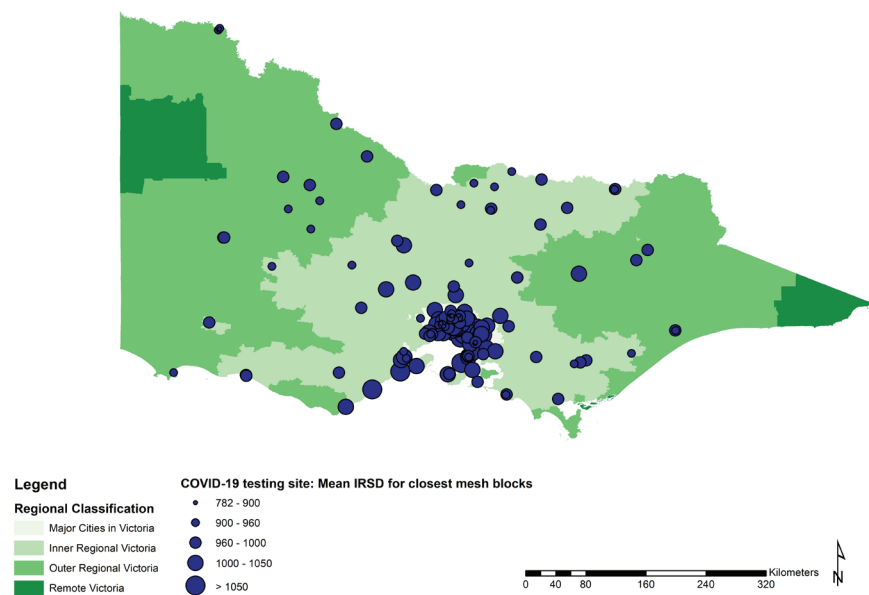 Legend
Regional Classification
Major Cities in Victoria
Inner Regional Victoria
Outer Regional Victoria
Remote Victoria
COVID-19 testing site: Mean IRSD for closest mesh blocks
782 - 900
900 - 960
960 - 1000
1000 - 1050
> 1050
Kilometers
0 20 40 80 160 240 320
N